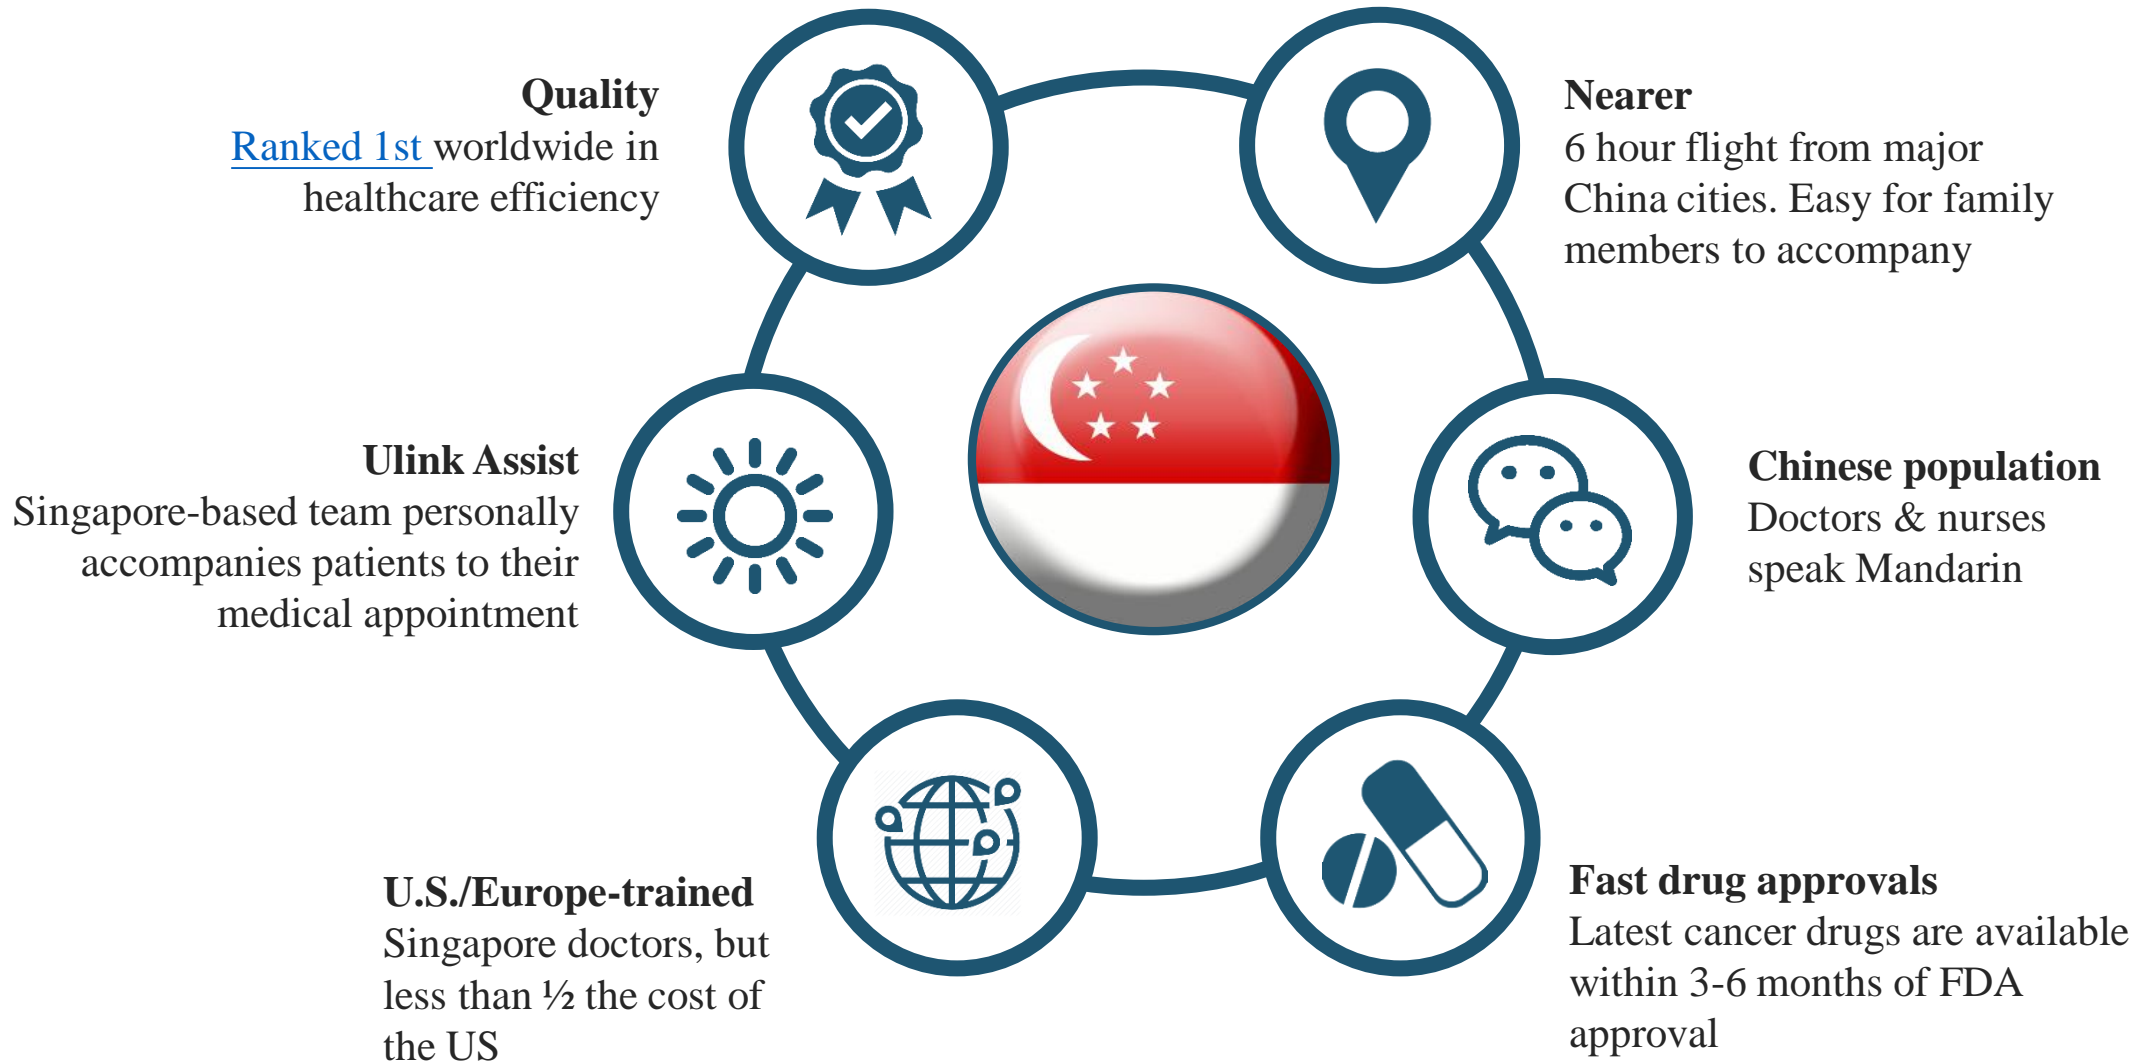 Quality
Ranked 1st worldwide in
healthcare efficiency
Nearer
6 hour flight from major
China cities. Easy for family
members to accompany
Ulink Assist
Singapore-based team personally
accompanies patients to their
medical appointment
Chinese population
Doctors & nurses
speak Mandarin
U.S./Europe-trained
Singapore doctors, but
less than ½ the cost of
the US
Fast drug approvals
Latest cancer drugs are available
within 3-6 months of FDA
approval